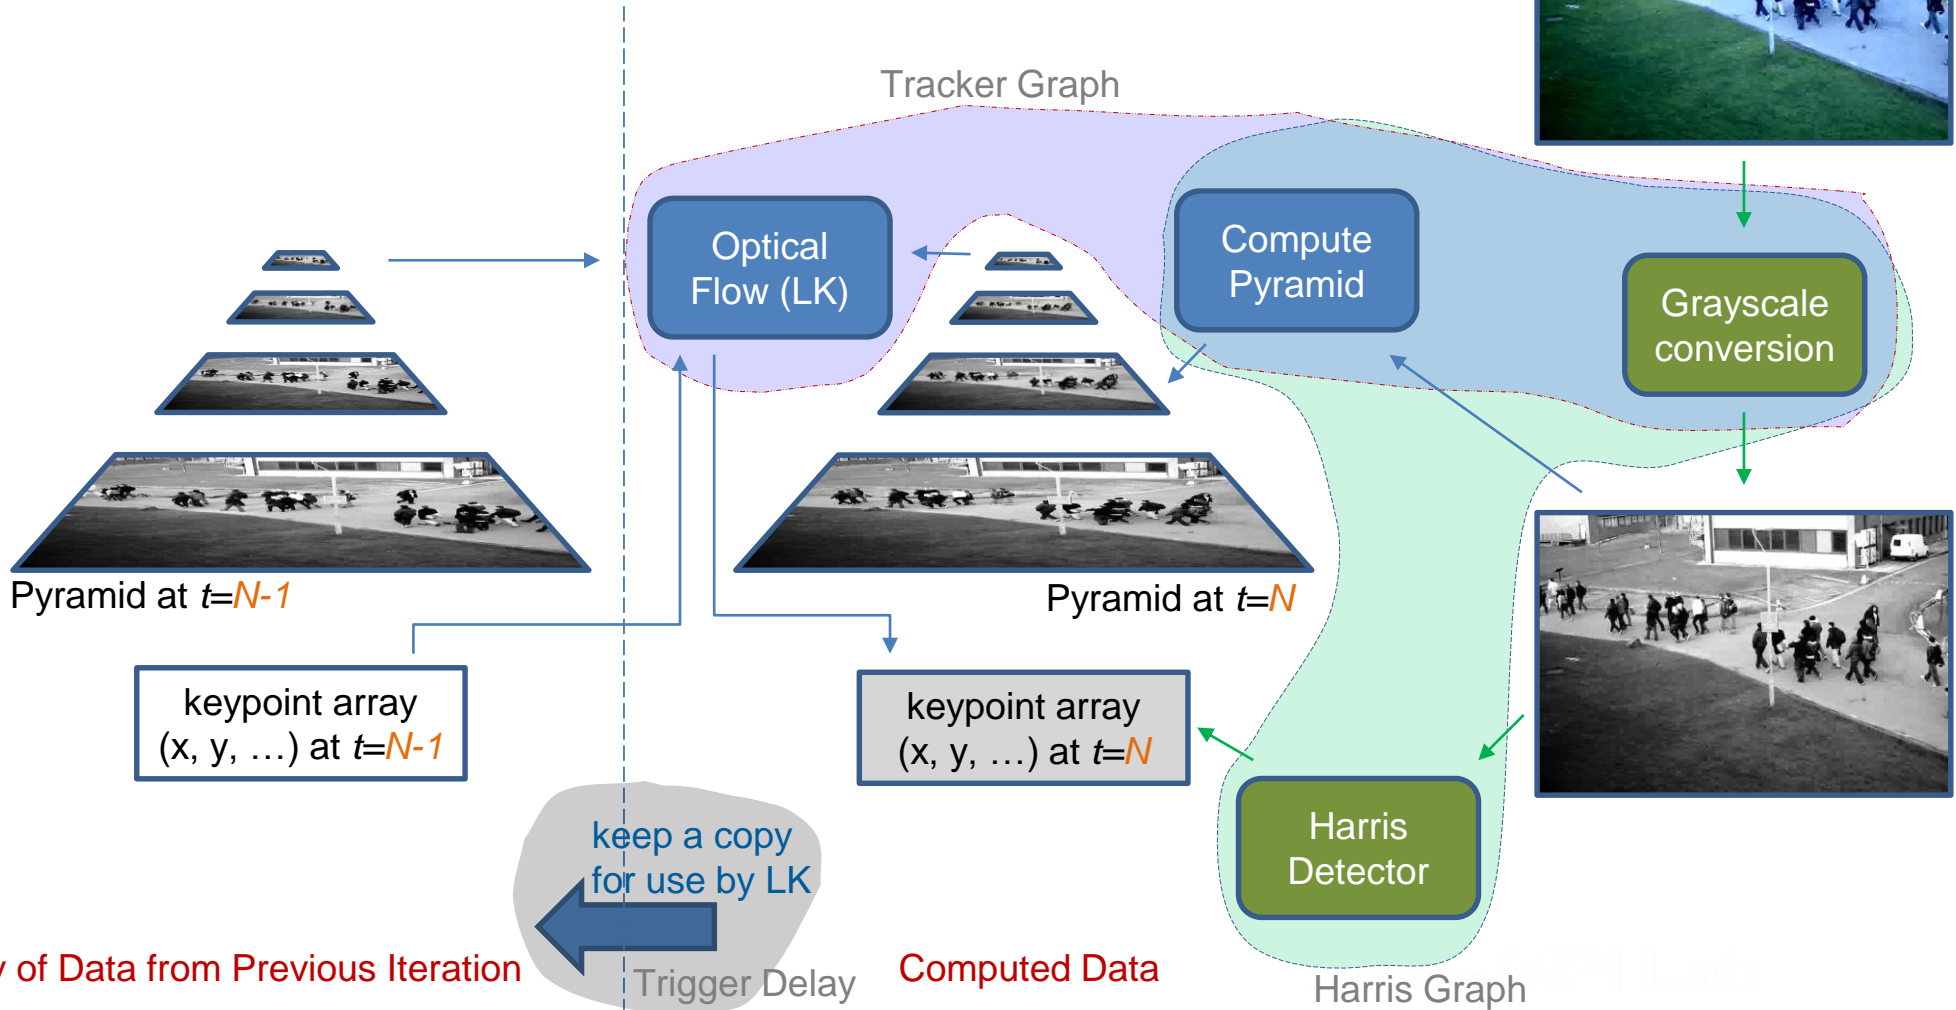 Tracker Graph
Optical
Flow (LK)
Compute
Pyramid
Grayscale
conversion
Pyramid at t=N-1
Pyramid at t=N
keypoint array
(x, y, …) at t=N-1
keypoint array
(x, y, …) at t=N
Harris
Detector
keep a copy
for use by LK
y of Data from Previous Iteration
Trigger Delay
Computed Data
Harris Graph